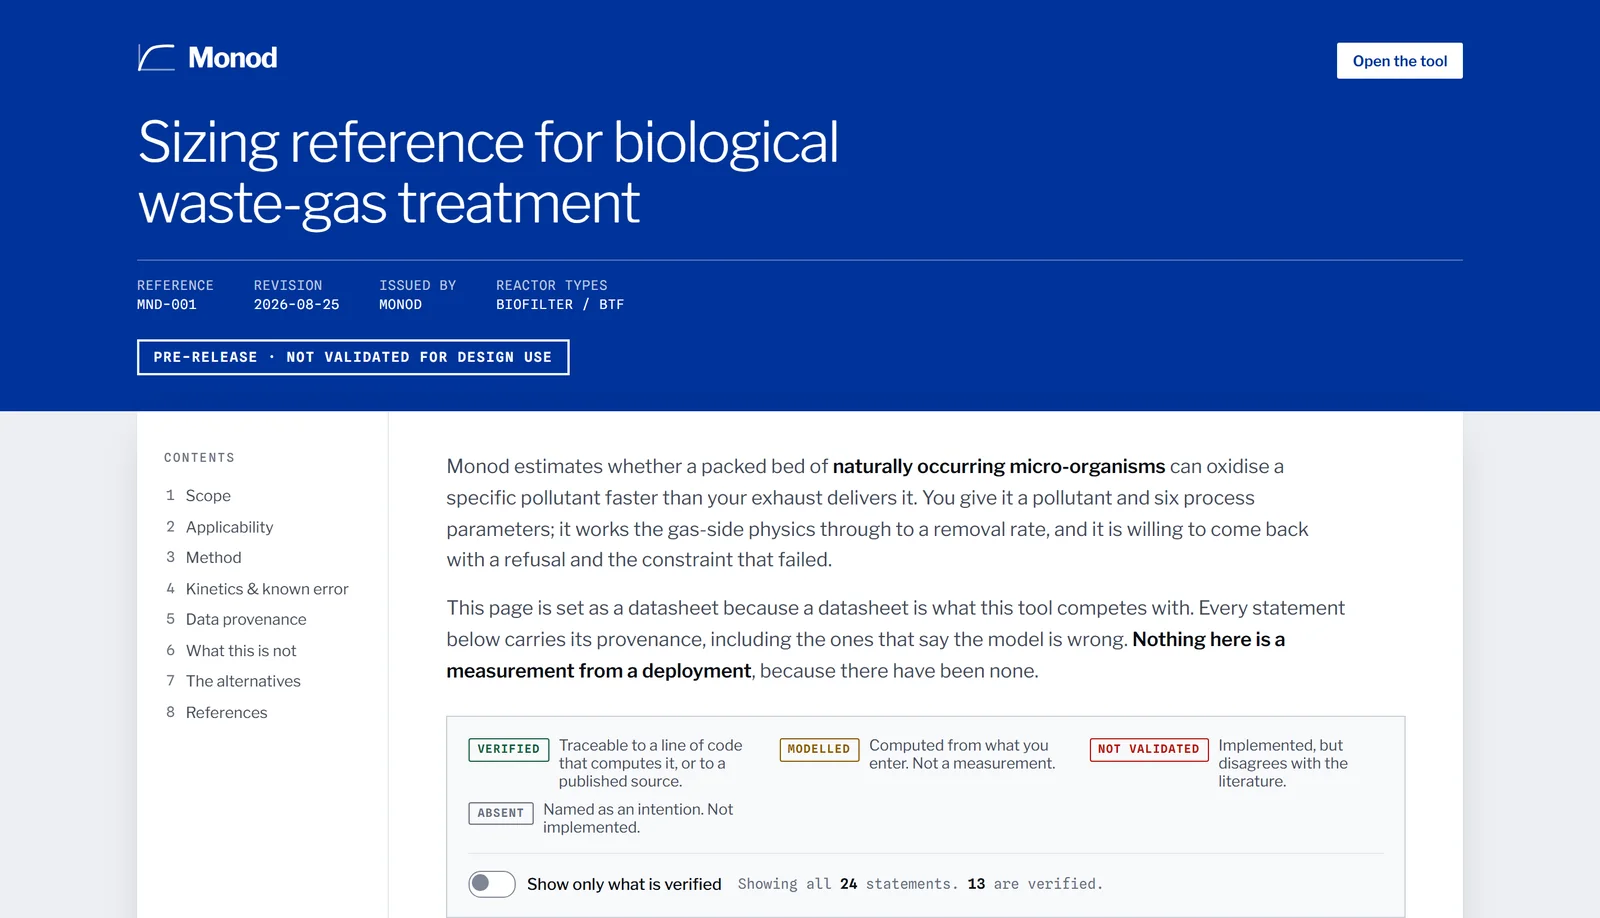 Monod
Open the tool
Sizing reference for biological
waste-gas treatment
REFERENCE
MND-001
REVISION
2026-08-25
ISSUED BY
MONOD
REACTOR TYPES
BIOFILTER / BTF
PRE-RELEASE · NOT VALIDATED FOR DESIGN USE
CONTENTS
1 Scope
2 Applicability
3 Method
4 Kinetics & known error
5 Data provenance
6 What this is not
7 The alternatives
8 References
Monod estimates whether a packed bed of naturally occurring micro-organisms can oxidise a
specific pollutant faster than your exhaust delivers it. You give it a pollutant and six process
parameters; it works the gas-side physics through to a removal rate, and it is willing to come back
with a refusal and the constraint that failed.
This page is set as a datasheet because a datasheet is what this tool competes with. Every statement
below carries its provenance, including the ones that say the model is wrong. Nothing here is a
measurement from a deployment, because there have been none.
VERIFIED
Traceable to a line of code
that computes it, or to a
published source.
MODELLED
Computed from what you
enter. Not a measurement.
NOT VALIDATED
Implemented, but
disagrees with the
literature.
ABSENT
Named as an intention. Not
implemented.
Show only what is verified
Showing all 24 statements. 13 are verified.